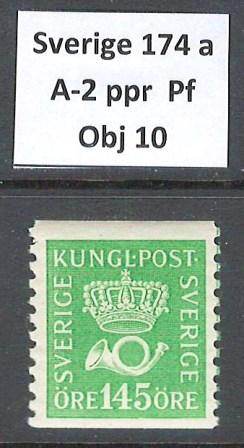 Sverige 174 a
A-2 ppr Pf
Obj 10
KUNGL·POST·
SVERIGE
SVERIGE
ÖRE 145 ÖRE